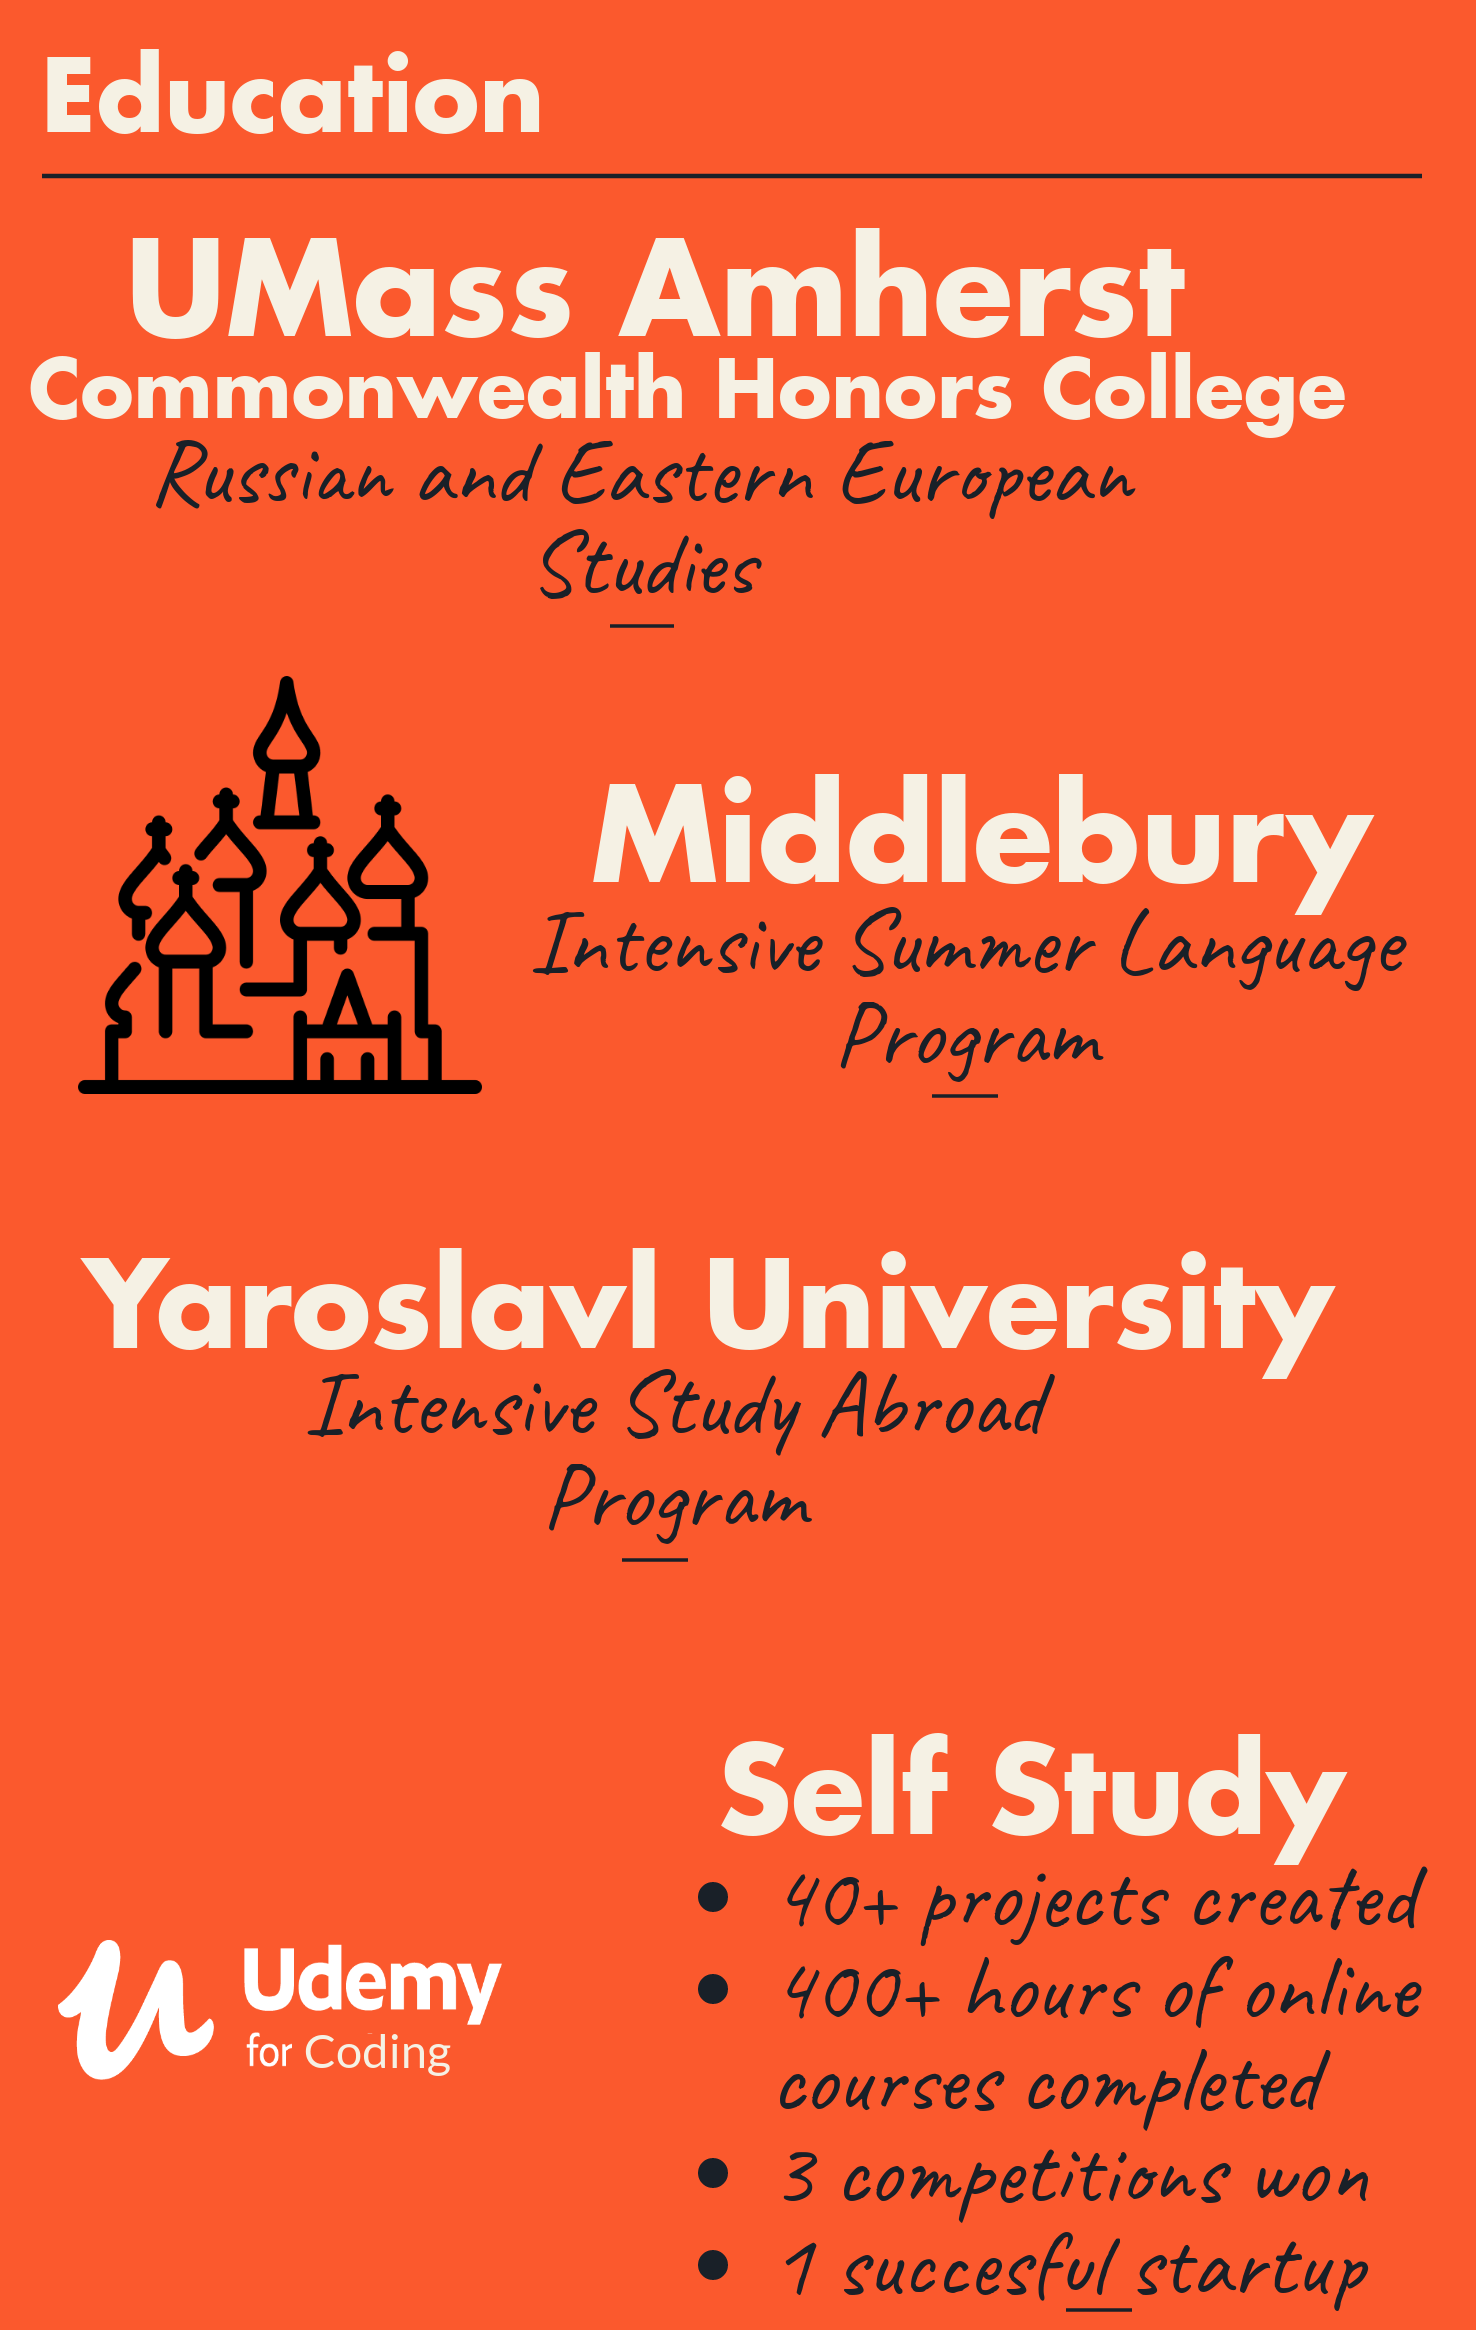 Education
UMass Amherst
Commonwealth Honors College
Russian and Eastern European
Studies
Middlebury
Intensive Summer Language
Program
Yaroslavl University
Intensive Study Abroad
Program
Self Study
• 40+ projects created
• 400+ hours of online
courses completed
• 3 competitions won
• 1 succesful startup
Udemy
for Coding